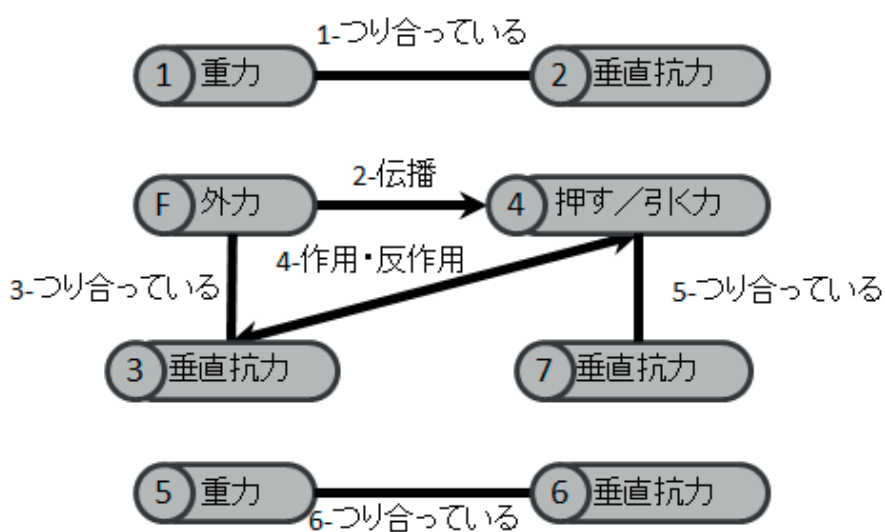 1-つり合っている
1 重力
2 垂直抗力
F 外力
2-伝播
4 押す／引く力
4-作用・反作用
3-つり合っている
5-つり合っている
3 垂直抗力
7 垂直抗力
5 重力
6 垂直抗力
6-つり合っている